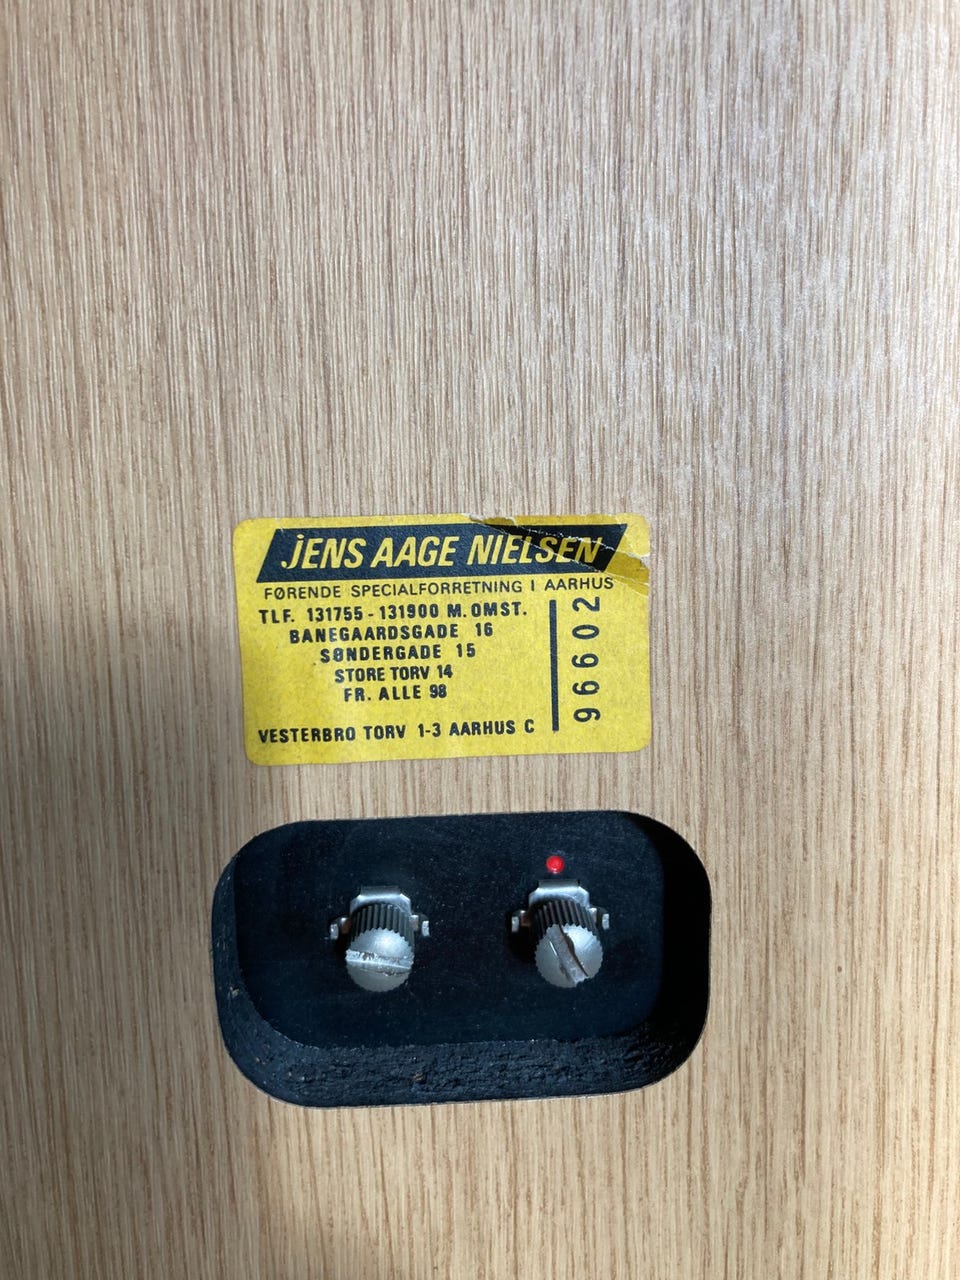 jENS AAGE NIELSEN
FØRENDE SPECIALFORRETNING I AARHUS
TLF. 131755 - 131900 M. OMST.
BANEGAARDSGADE 16
SØNDERGADE 15
STORE TORV 14
FR. ALLE 98
VESTERBRO TORV 1-3 AARHUS C
96602